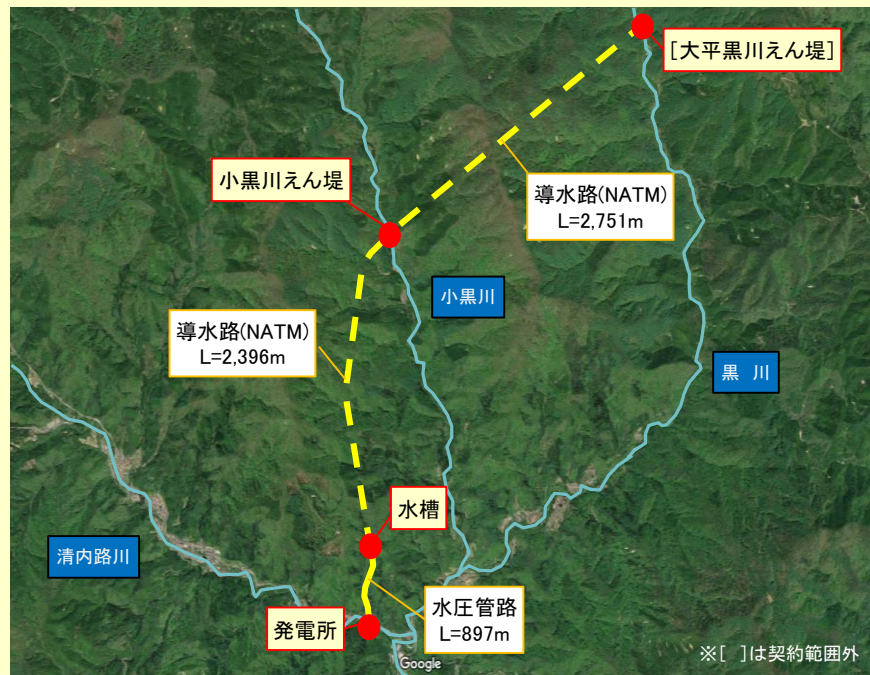 [大平黒川えん堤]
小黒川えん堤
導水路(NATM)
L=2,751m
小黒川
導水路(NATM)
L=2,396m
黒 川
水槽
清内路川
水圧管路
L=897m
発電所
Google
※[ ]は契約範囲外